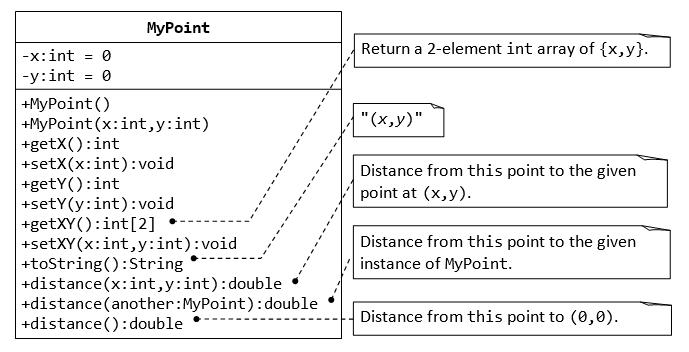 MyPoint
-x:int = 0
-y:int = 0
+MyPoint()
+MyPoint(x:int,y:int)
+getX():int
+setX(x:int):void
+getY():int
+setY(y:int):void
+getXY():int[2]
+setXY(x:int,y:int):void
+toString():String
+distance(x:int,y:int):double
+distance(another:MyPoint):double
+distance():double
Return a 2-element int array of {x,y}.
"(x,y)"
Distance from this point to the given
point at (x,y).
Distance from this point to the given
instance of MyPoint.
Distance from this point to (0,0).